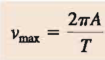 v_max = 2πA / T